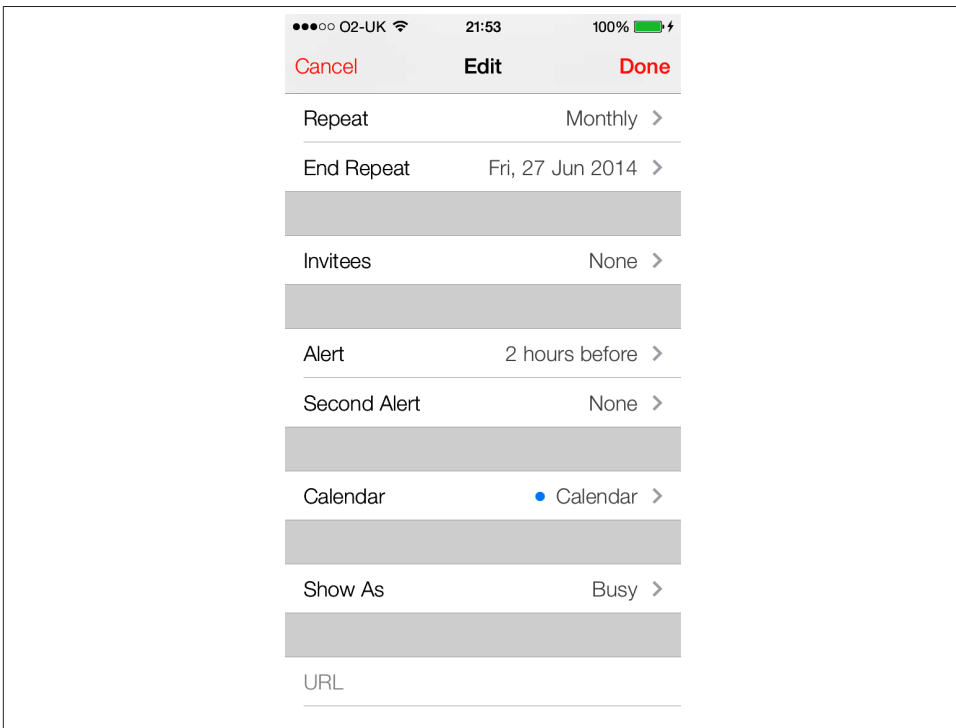 O2-UK 21:53 100%
Cancel Edit Done
Repeat Monthly
End Repeat Fri, 27 Jun 2014
Invitees None
Alert 2 hours before
Second Alert None
Calendar Calendar
Show As Busy
URL